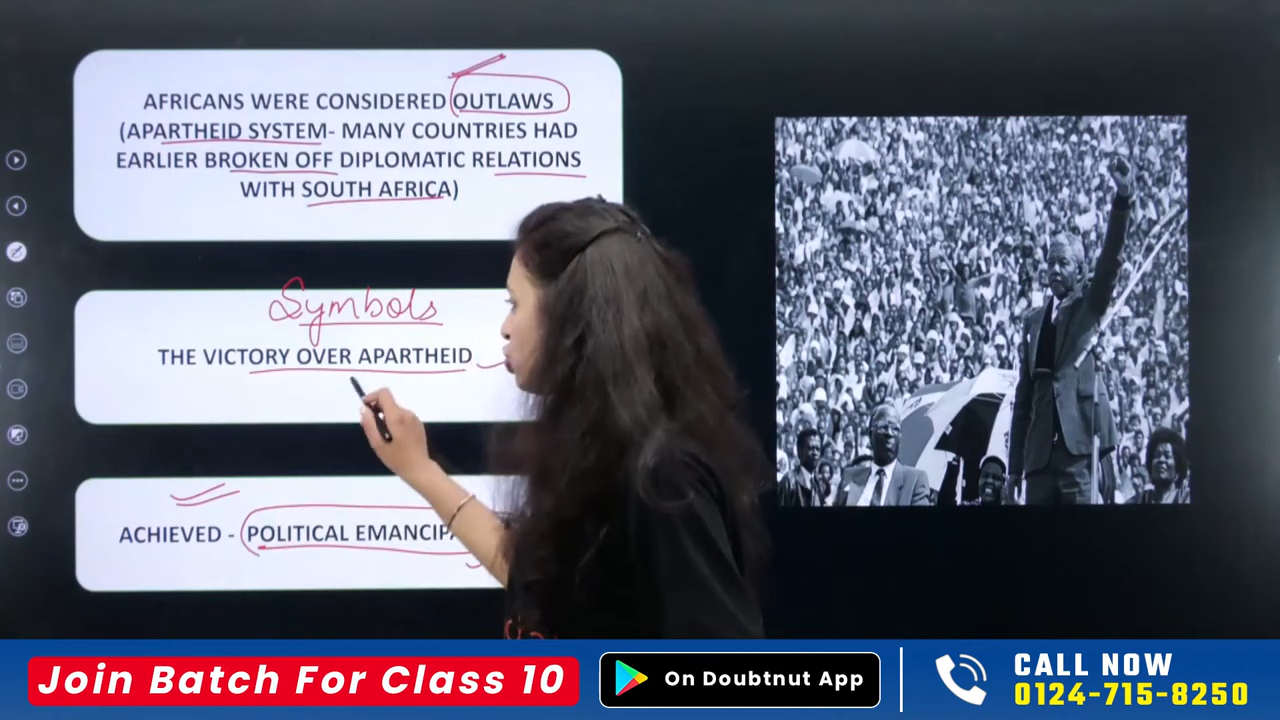 AFRICANS WERE CONSIDERED OUTLAWS
(APARTHEID SYSTEM- MANY COUNTRIES HAD
EARLIER BROKEN OFF DIPLOMATIC RELATIONS
WITH SOUTH AFRICA)
Symbols
THE VICTORY OVER APARTHEID
ACHIEVED - POLITICAL EMANCIP
Join Batch For Class 10
On Doubtnut App
CALL NOW
0124-715-8250